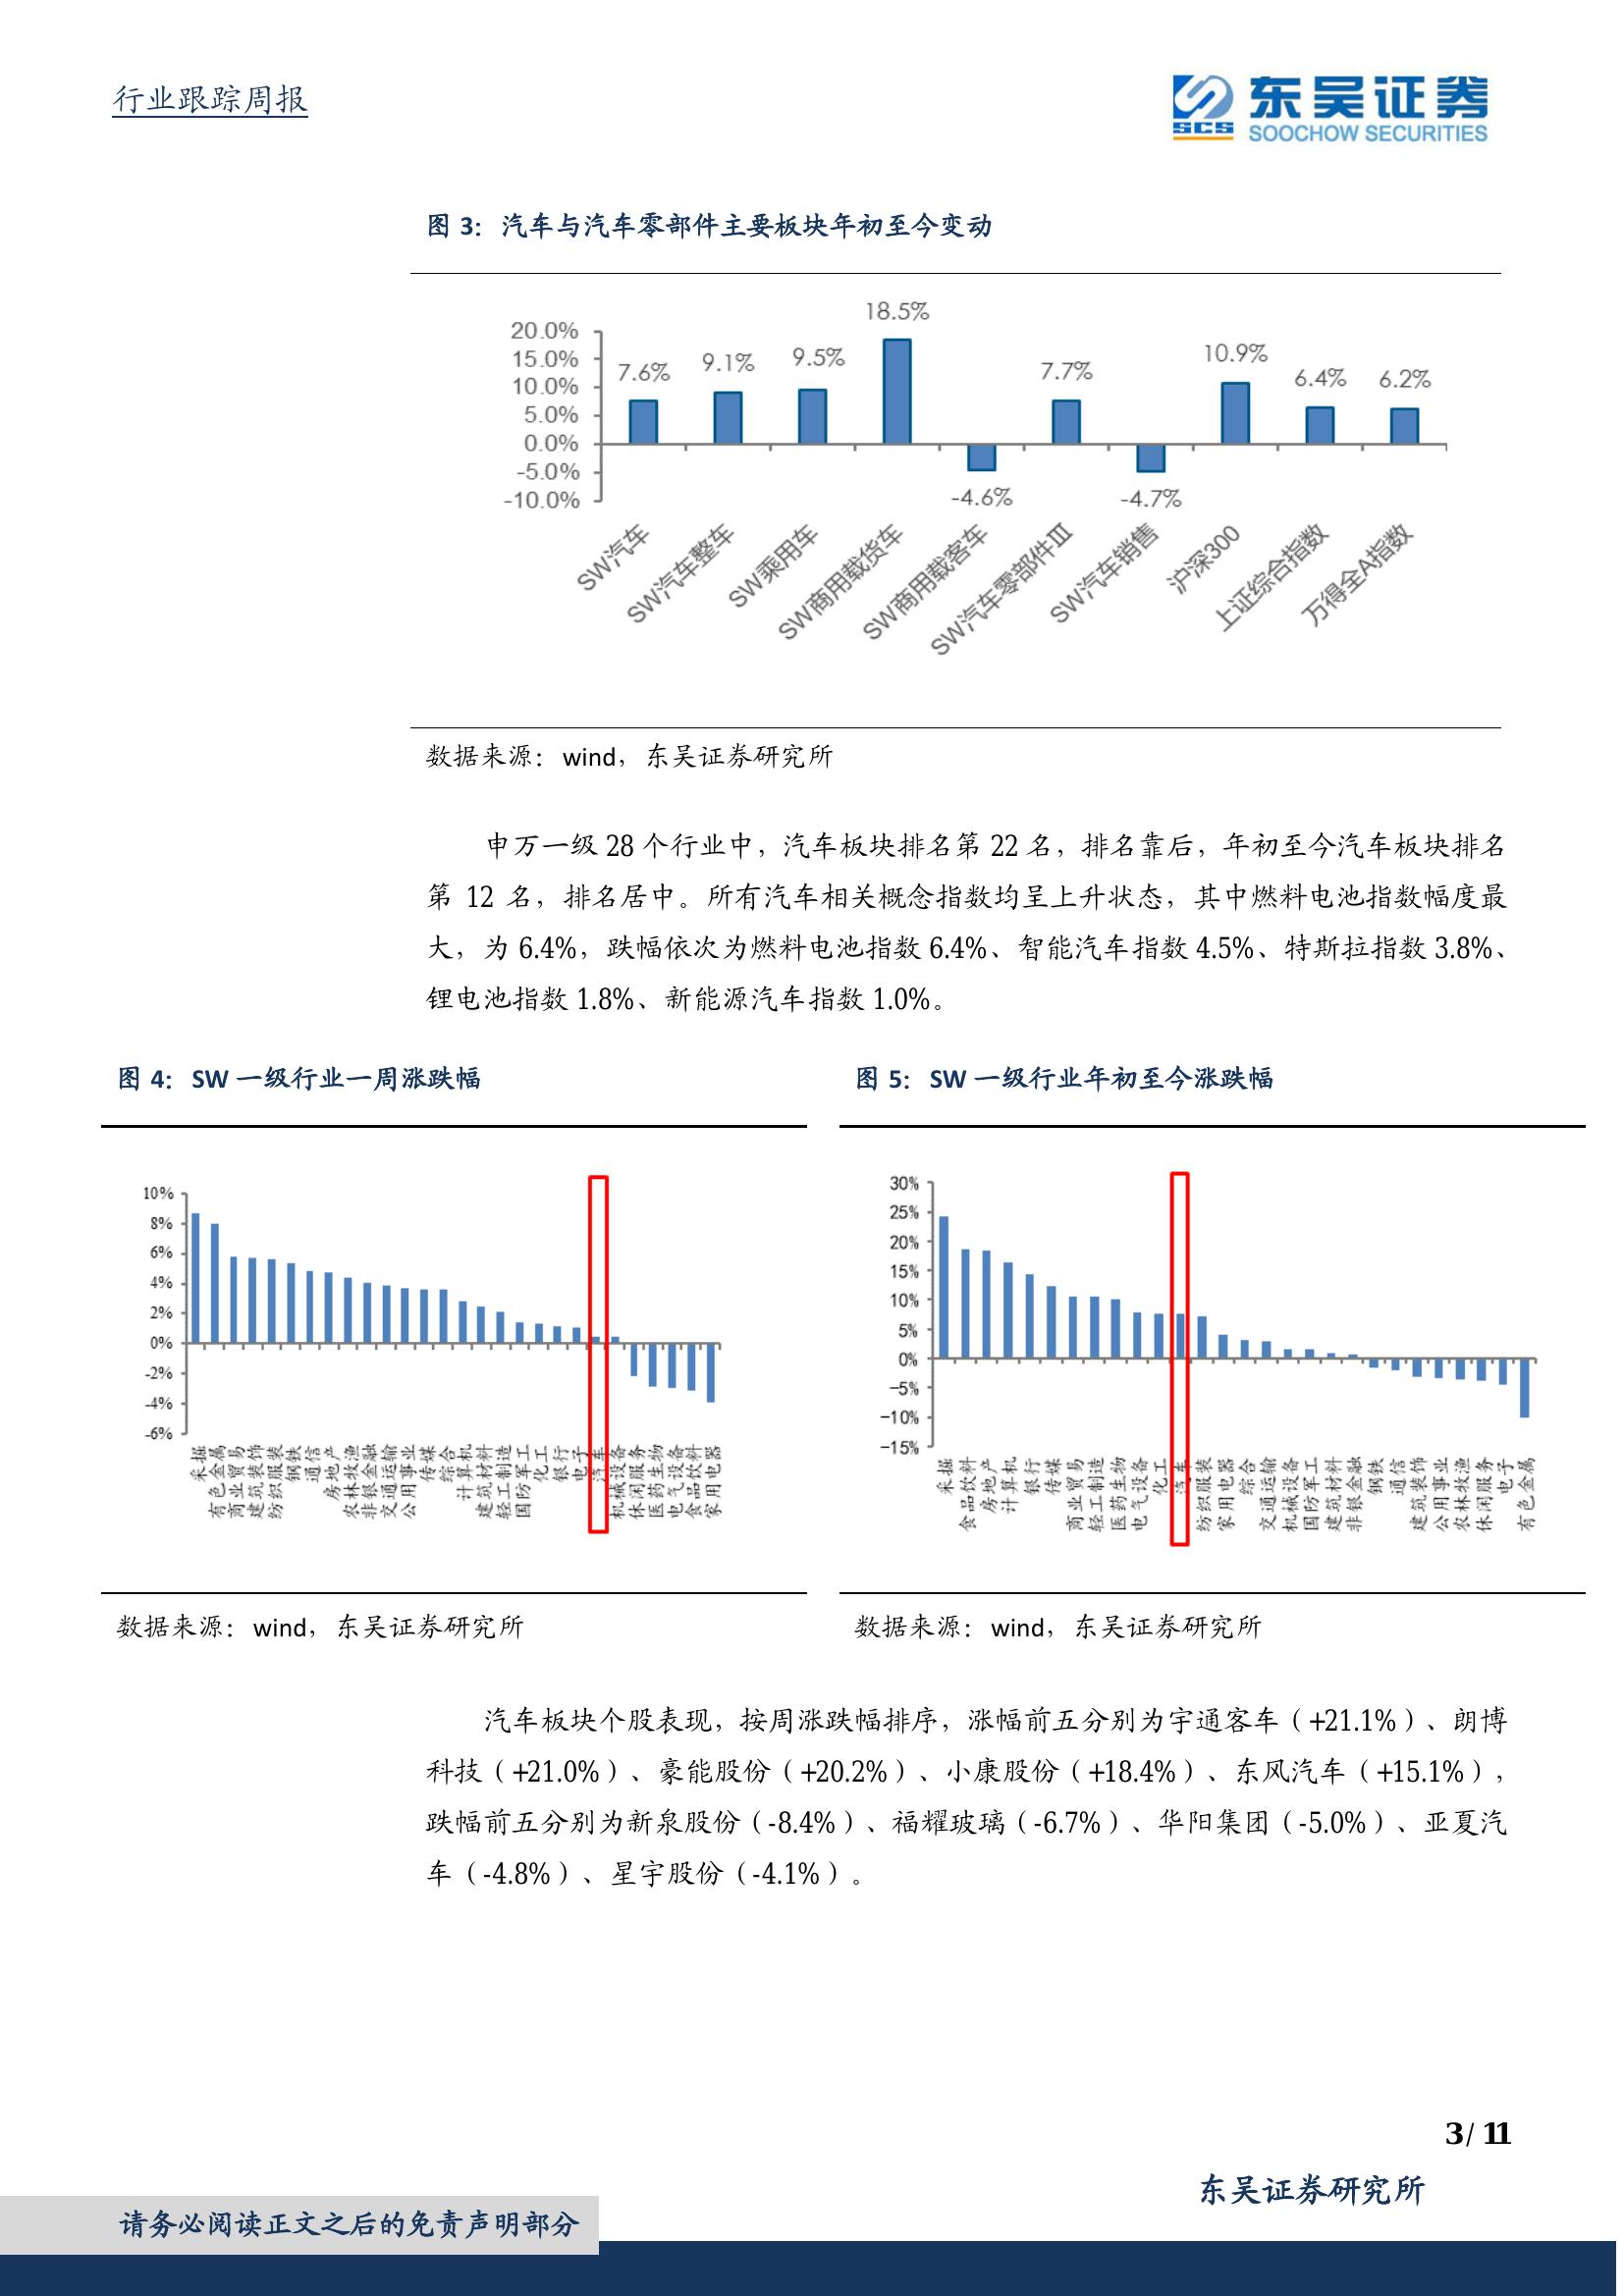 行业跟踪周报
SCS
东吴证券
SOOCHOW SECURITIES
图 3：汽车与汽车零部件主要板块年初至今变动
20.0%
15.0%
10.0%
5.0%
0.0%
-5.0%
-10.0%
7.6%
9.1%
9.5%
18.5%
-4.6%
7.7%
-4.7%
10.9%
6.4%
6.2%
SW汽车
SW汽车整车
SW乘用车
SW商用载货车
SW商用载客车
SW汽车零部件III
SW汽车销售
沪深300
上证综合指数
万得全A指数
数据来源：wind，东吴证券研究所
申万一级 28 个行业中，汽车板块排名第 22 名，排名靠后，年初至今汽车板块排名
第 12 名，排名居中。所有汽车相关概念指数均呈上升状态，其中燃料电池指数幅度最
大，为 6.4%，跌幅依次为燃料电池指数 6.4%、智能汽车指数 4.5%、特斯拉指数 3.8%、
锂电池指数 1.8%、新能源汽车指数 1.0%。
图 4：SW 一级行业一周涨跌幅
10%
8%
6%
4%
2%
0%
-2%
-4%
-6%
采掘
有色金属
商业贸易
建筑装饰
纺织服装
钢铁
通信
房地产
农林牧渔
非银金融
交通运输
公用事业
传媒
综合
计算机
建筑材料
轻工制造
国防军工
化工
银行
电子
汽车
机械设备
休闲服务
医药生物
电气设备
食品饮料
家用电器
数据来源：wind，东吴证券研究所
图 5：SW 一级行业年初至今涨跌幅
30%
25%
20%
15%
10%
5%
0%
-5%
-10%
-15%
采掘
食品饮料
房地产
计算机
银行
传媒
商业贸易
轻工制造
医药生物
电气设备
化工
汽车
纺织服装
家用电器
综合
交通运输
机械设备
国防军工
建筑材料
非银金融
钢铁
通信
建筑装饰
公用事业
农林牧渔
休闲服务
电子
有色金属
数据来源：wind，东吴证券研究所
汽车板块个股表现，按周涨跌幅排序，涨幅前五分别为宇通客车（+21.1%）、朗博
科技（+21.0%）、豪能股份（+20.2%）、小康股份（+18.4%）、东风汽车（+15.1%），
跌幅前五分别为新泉股份（-8.4%）、福耀玻璃（-6.7%）、华阳集团（-5.0%）、亚夏汽
车（-4.8%）、星宇股份（-4.1%）。
3 / 11
东吴证券研究所
请务必阅读正文之后的免责声明部分